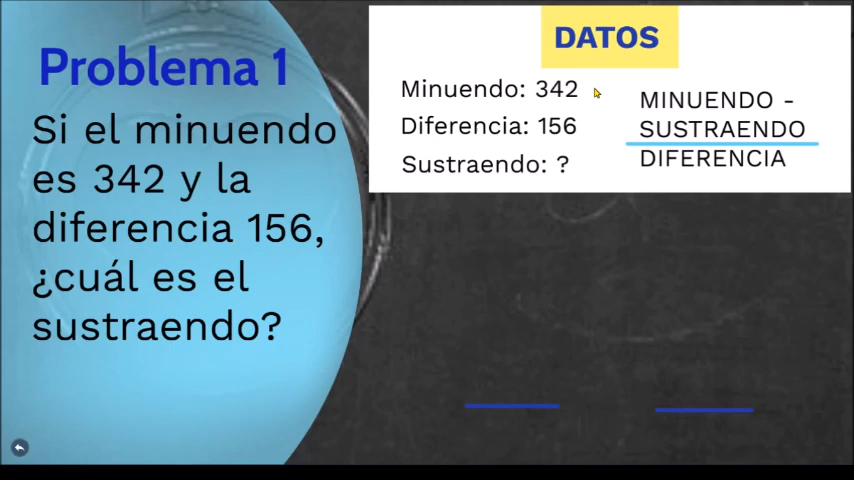 Problema 1
Si el minuendo
es 342 y la
diferencia 156,
¿cuál es el
sustraendo?
DATOS
Minuendo: 342
Diferencia: 156
Sustraendo: ?
MINUENDO -
SUSTRAENDO
DIFERENCIA